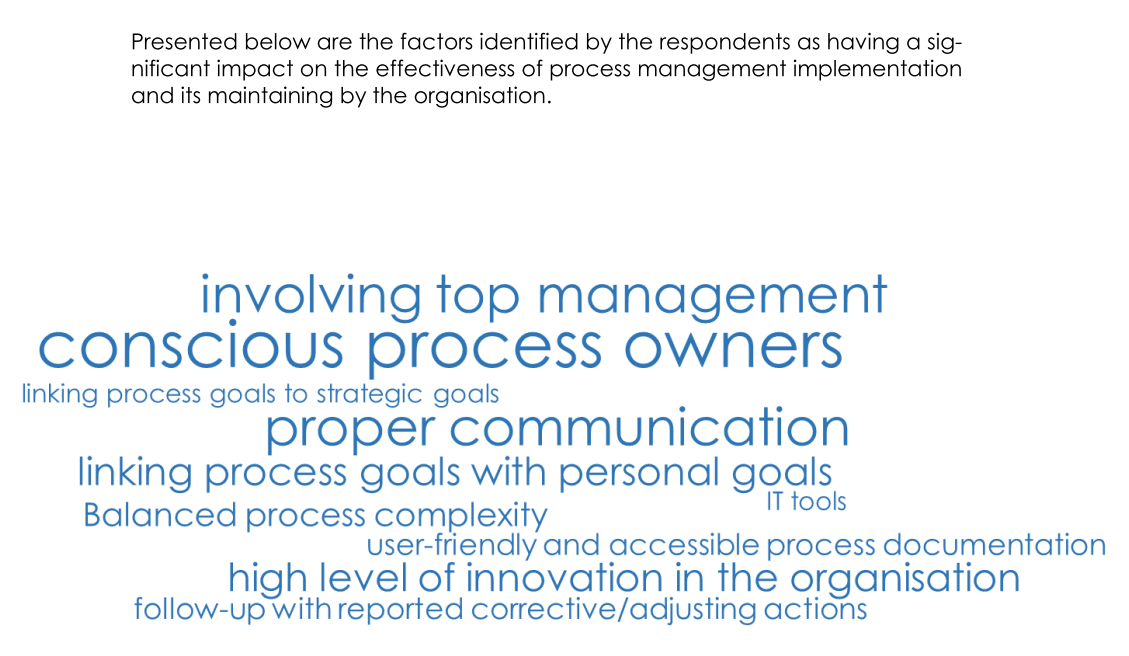 Presented below are the factors identified by the respondents as having a sig-
nificant impact on the effectiveness of process management implementation
and its maintaining by the organisation.
involving top management
conscious process owners
linking process goals to strategic goals
proper communication
linking process goals with personal goals
IT tools
Balanced process complexity
user-friendly and accessible process documentation
high level of innovation in the organisation
follow-up with reported corrective/adjusting actions